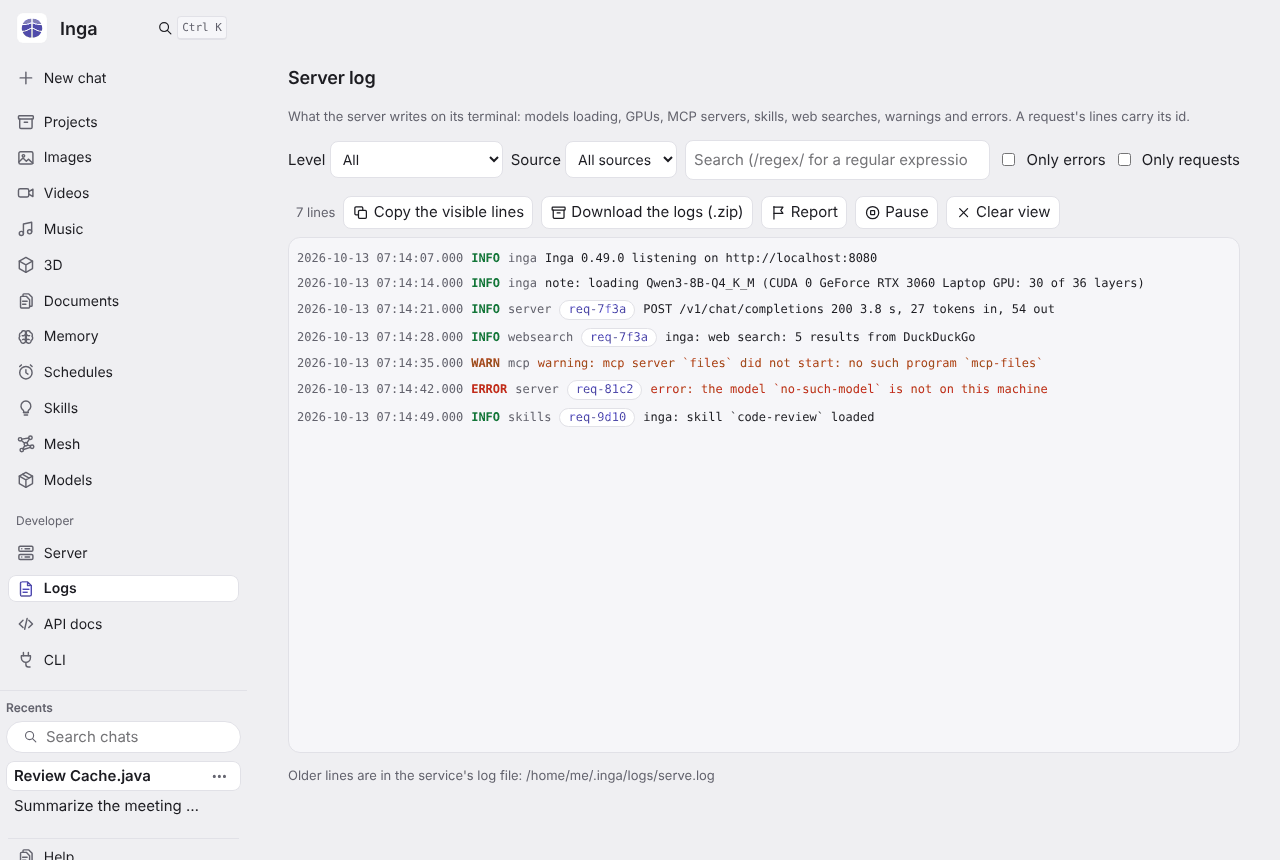 Inga
Ctrl K
New chat
Projects
Images
Videos
Music
3D
Documents
Memory
Schedules
Skills
Mesh
Models
Developer
Server
Logs
API docs
CLI
Recents
Search chats
Review Cache.java
Summarize the meeting ...
Help
Server log
What the server writes on its terminal: models loading, GPUs, MCP servers, skills, web searches, warnings and errors. A request's lines carry its id.
Level All Source All sources Search (/regex/ for a regular expressio Only errors Only requests
7 lines Copy the visible lines Download the logs (.zip) Report Pause Clear view
2026-10-13 07:14:07.000 INFO inga Inga 0.49.0 listening on http://localhost:8080
2026-10-13 07:14:14.000 INFO inga note: loading Qwen3-8B-Q4_K_M (CUDA 0 GeForce RTX 3060 Laptop GPU: 30 of 36 layers)
2026-10-13 07:14:21.000 INFO server req-7f3a POST /v1/chat/completions 200 3.8 s, 27 tokens in, 54 out
2026-10-13 07:14:28.000 INFO websearch req-7f3a inga: web search: 5 results from DuckDuckGo
2026-10-13 07:14:35.000 WARN mcp warning: mcp server `files` did not start: no such program `mcp-files`
2026-10-13 07:14:42.000 ERROR server req-81c2 error: the model `no-such-model` is not on this machine
2026-10-13 07:14:49.000 INFO skills req-9d10 inga: skill `code-review` loaded
Older lines are in the service's log file: /home/me/.inga/logs/serve.log